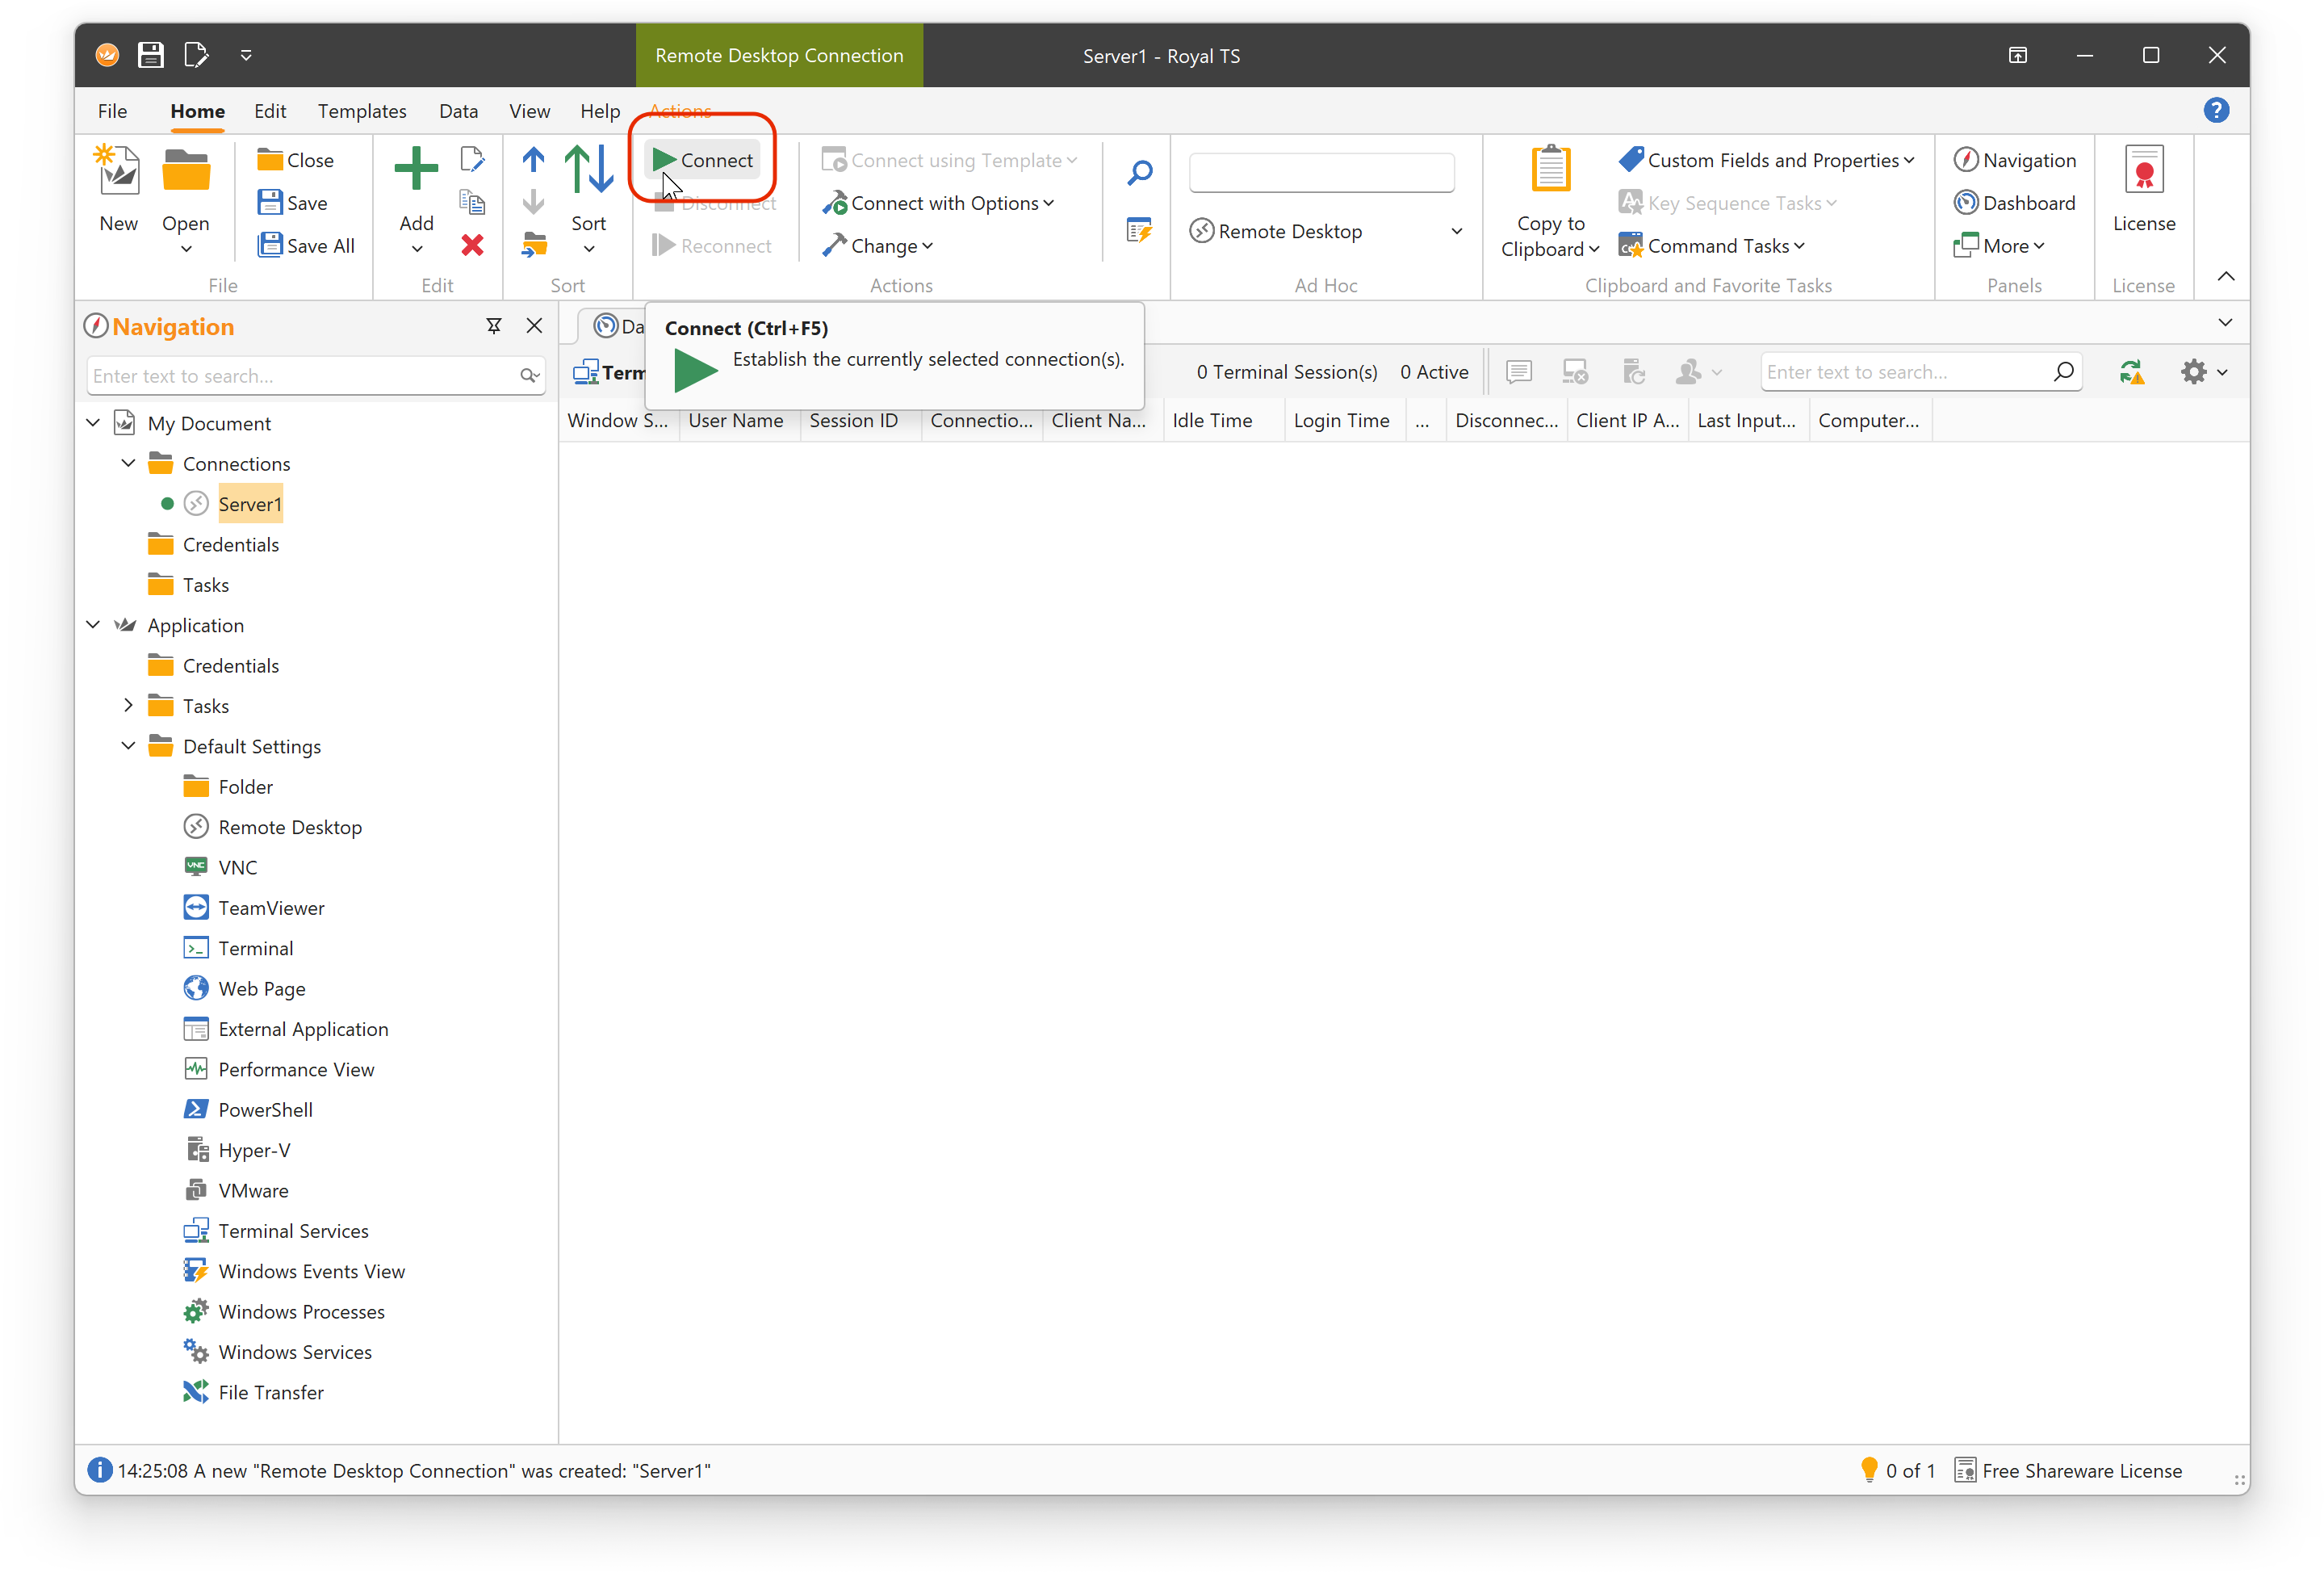 Remote Desktop Connection
Server1 - Royal TS
File Home Edit Templates Data View Help Actions
New
Open
Close
Save
Save All
File
Add
Edit
Sort
Sort
Connect
Disconnect
Reconnect
Connect using Template
Connect with Options
Change
Actions
Remote Desktop
Ad Hoc
Copy to
Clipboard
Custom Fields and Properties
Key Sequence Tasks
Command Tasks
Clipboard and Favorite Tasks
Navigation
Dashboard
More
Panels
License
License
Navigation
Enter text to search...
My Document
Connections
Server1
Credentials
Tasks
Application
Credentials
Tasks
Default Settings
Folder
Remote Desktop
VNC
TeamViewer
Terminal
Web Page
External Application
Performance View
PowerShell
Hyper-V
VMware
Terminal Services
Windows Events View
Windows Processes
Windows Services
File Transfer
Da
Connect (Ctrl+F5)
Establish the currently selected connection(s).
Term
0 Terminal Session(s) 0 Active
Enter text to search...
Window S... User Name Session ID Connectio... Client Na... Idle Time Login Time ... Disconnec... Client IP A... Last Input... Computer...
14:25:08 A new "Remote Desktop Connection" was created: "Server1"
0 of 1
Free Shareware License